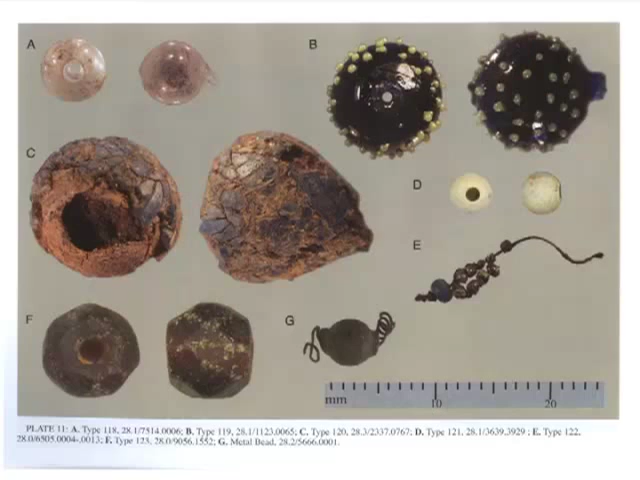 A
B
C
D
E
F
G
mm 10 20
PLATE 11: A, Type 118, 28.1/7514.0006; B, Type 119, 28.1/1123.0065; C, Type 120, 28.3/2337.0767; D, Type 121, 28.1/3639.3929 ; E, Type 122,
28.0/6505.0004-.0013; F, Type 123, 28.0/9056.1552; G, Metal Bead, 28.2/5666.0001.